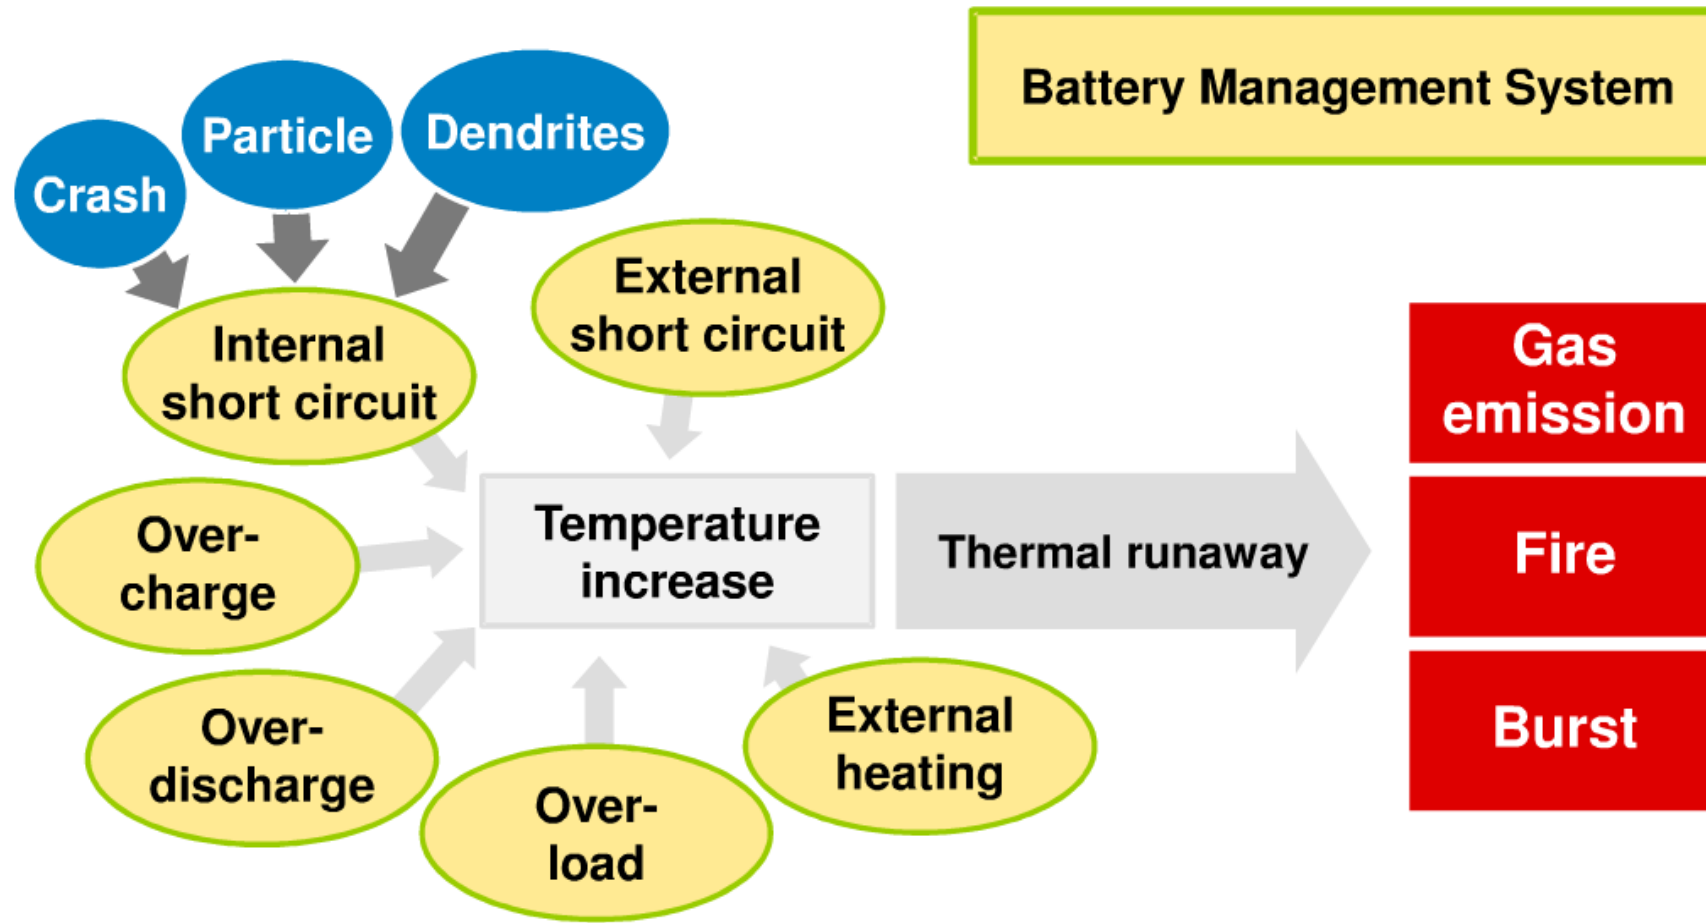 Battery Management System
Crash
Particle
Dendrites
Internal
short circuit
External
short circuit
Over-
charge
Over-
discharge
Over-
load
External
heating
Temperature
increase
Thermal runaway
Gas
emission
Fire
Burst